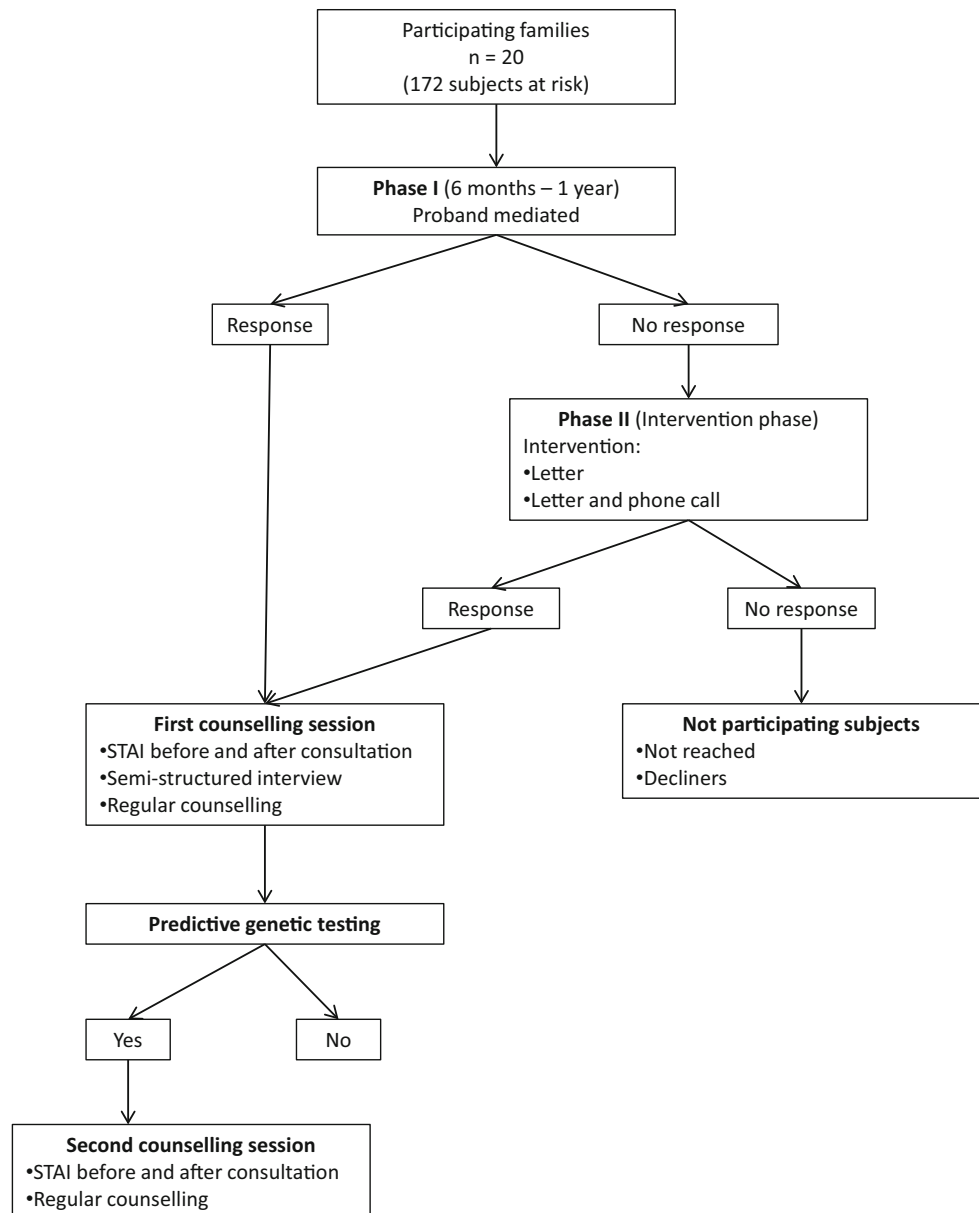 Participating families
n = 20
(172 subjects at risk)
Phase I (6 months – 1 year)
Proband mediated
Response
No response
Phase II (Intervention phase)
Intervention:
•Letter
•Letter and phone call
Response
No response
First counselling session
•STAI before and after consultation
•Semi-structured interview
•Regular counselling
Not participating subjects
•Not reached
•Decliners
Predictive genetic testing
Yes
No
Second counselling session
•STAI before and after consultation
•Regular counselling